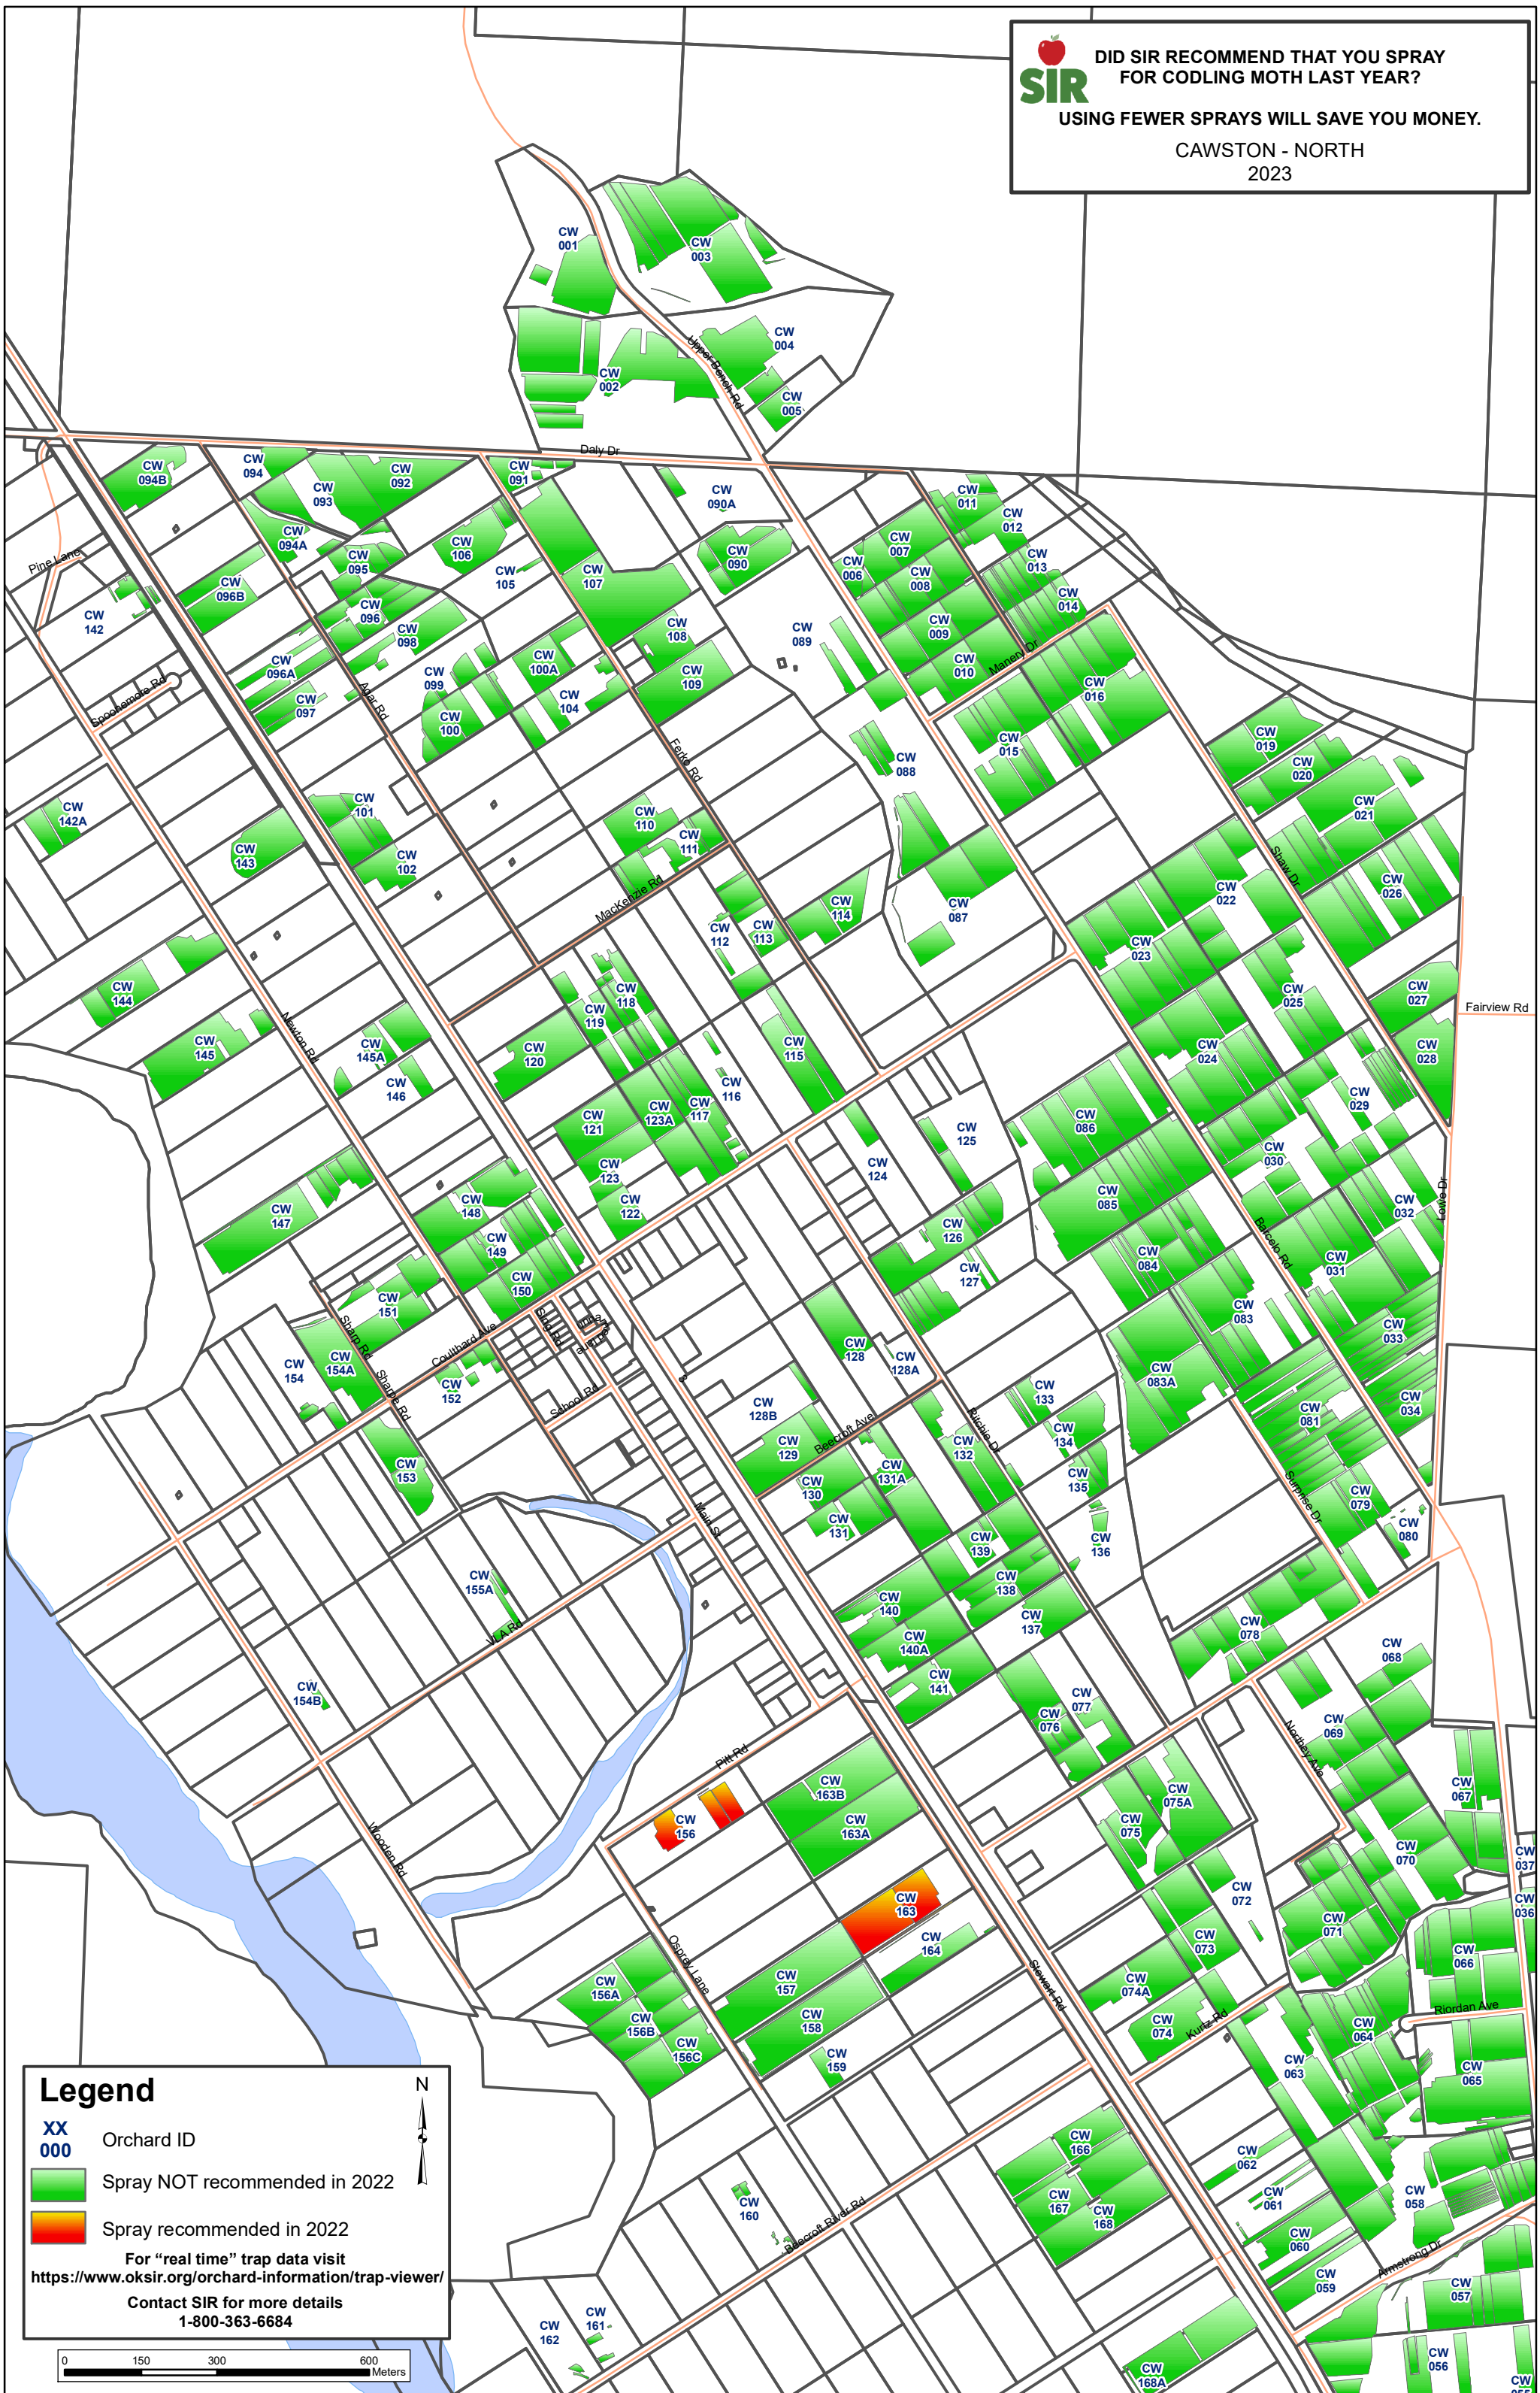 SIR
DID SIR RECOMMEND THAT YOU SPRAY
FOR CODLING MOTH LAST YEAR?
USING FEWER SPRAYS WILL SAVE YOU MONEY.
CAWSTON - NORTH
2023
CW
001
CW
003
CW
004
CW
002
CW
005
Upper Bench Rd
Daly Dr
CW
094B
CW
094
CW
093
CW
092
CW
091
CW
090A
CW
011
CW
012
CW
094A
CW
095
CW
106
CW
105
CW
107
CW
090
CW
006
CW
007
CW
008
CW
013
CW
014
Pine Lane
CW
142
CW
096B
CW
096
CW
098
CW
108
CW
089
CW
009
CW
010
Manery Dr
CW
096A
CW
097
Spoonemore Rd
Agar Rd
CW
099
CW
100
CW
100A
CW
104
CW
109
CW
016
CW
015
CW
019
CW
020
CW
021
Ferko Rd
CW
088
CW
142A
CW
143
CW
101
CW
102
CW
110
CW
111
MacKenzie Rd
CW
112
CW
113
CW
114
CW
087
CW
022
CW
023
Shaw Dr
CW
026
CW
144
CW
145
Newton Rd
CW
145A
CW
146
CW
118
CW
119
CW
120
CW
115
CW
116
CW
117
CW
123A
CW
121
CW
123
CW
122
CW
025
CW
027
Fairview Rd
CW
028
CW
024
CW
029
CW
030
CW
086
CW
125
CW
124
CW
085
CW
126
CW
127
CW
084
CW
032
Lowe Dr
Barcelo Rd
CW
031
CW
033
CW
083
CW
147
CW
148
CW
149
CW
150
CW
151
Sharp Rd
Coulthard Ave
Sing Rd
CW
154
CW
154A
Sharpe Rd
CW
152
School Rd
CW
153
CW
128
CW
128A
CW
128B
CW
129
Beecroft Ave
CW
130
CW
131
CW
131A
CW
132
Ritchie Dr
CW
133
CW
134
CW
135
CW
136
CW
083A
CW
081
CW
034
Surprise Dr
CW
079
CW
080
Main St
CW
139
CW
138
CW
137
CW
140
CW
140A
CW
141
CW
155A
VLA Rd
CW
154B
CW
078
CW
068
CW
069
Northey Ave
CW
077
CW
076
CW
067
CW
070
CW
037
CW
036
Pitt Rd
CW
156
CW
163B
CW
163A
CW
163
CW
164
CW
075A
CW
075
CW
072
CW
073
CW
071
CW
066
Wooden Rd
Osprey Lane
Stewart Rd
CW
156A
CW
156B
CW
156C
CW
157
CW
158
CW
159
CW
074A
CW
074
Kurtz Rd
CW
064
Riordan Ave
CW
063
CW
065
CW
160
Beecroft River Rd
CW
166
CW
167
CW
168
CW
062
CW
061
CW
060
CW
059
CW
058
Armstrong Dr
CW
057
CW
056
CW
CW
162
CW
161
CW
168A
Legend
N
XX
000
Orchard ID
Spray NOT recommended in 2022
Spray recommended in 2022
For “real time” trap data visit
https://www.oksir.org/orchard-information/trap-viewer/
Contact SIR for more details
1-800-363-6684
0 150 300 600
Meters